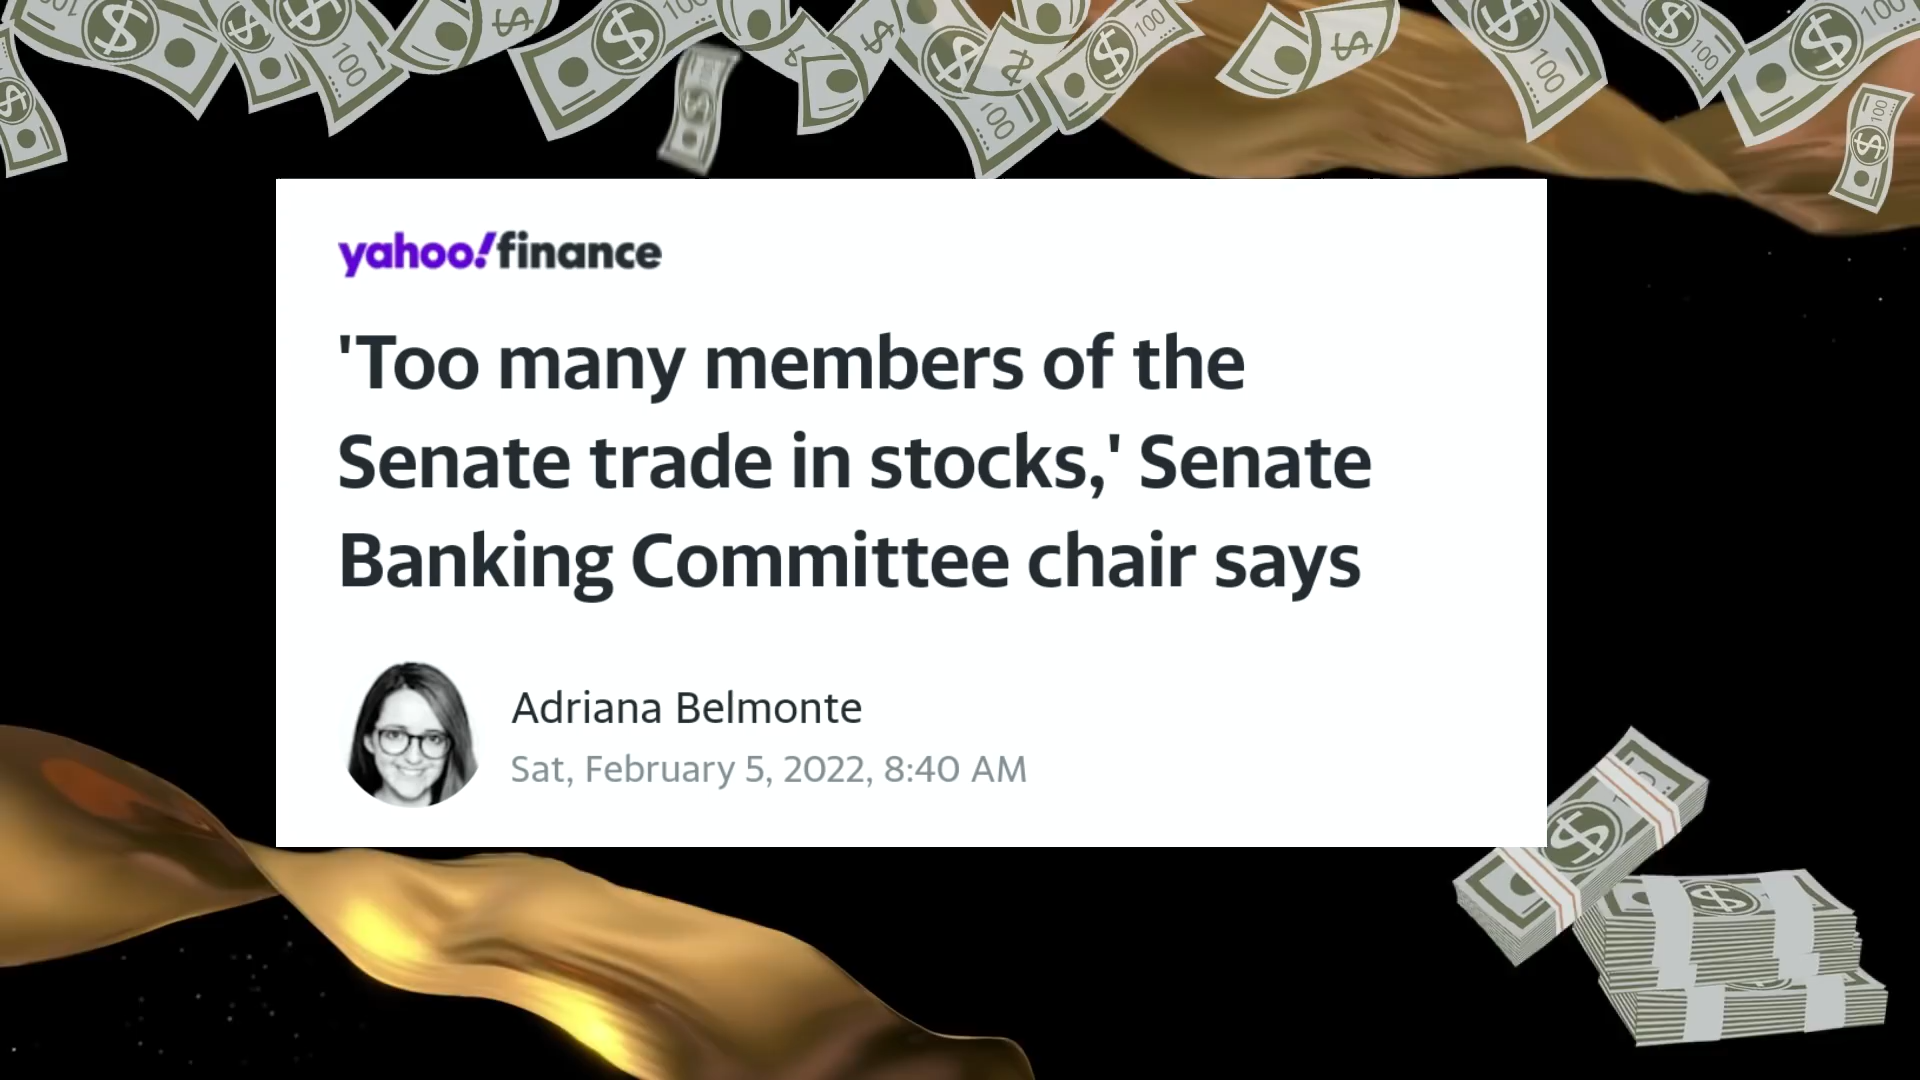 yahoo!finance
'Too many members of the
Senate trade in stocks,' Senate
Banking Committee chair says
Adriana Belmonte
Sat, February 5, 2022, 8:40 AM